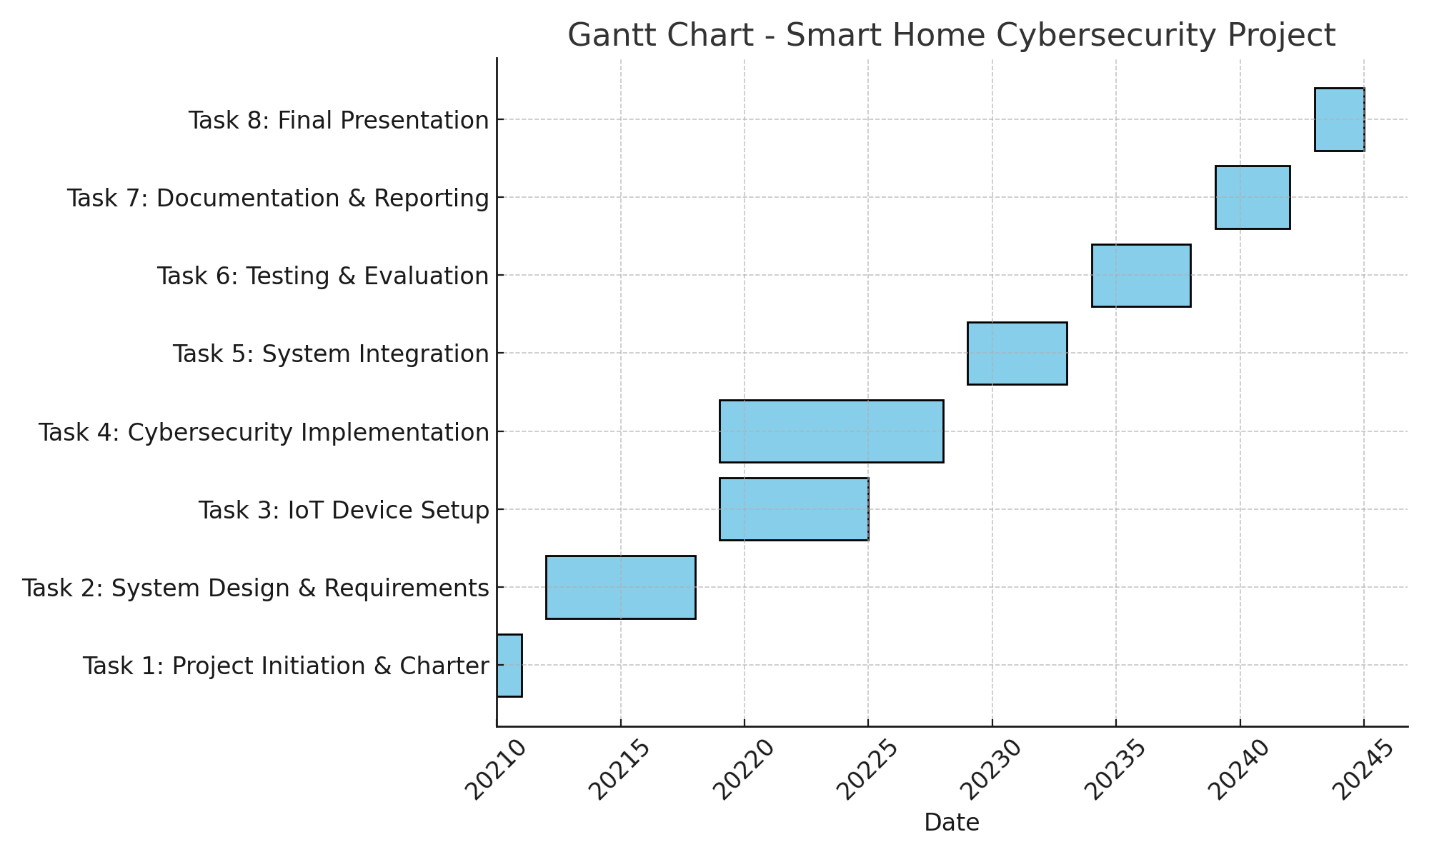 Gantt Chart - Smart Home Cybersecurity Project
Task 8: Final Presentation
Task 7: Documentation & Reporting
Task 6: Testing & Evaluation
Task 5: System Integration
Task 4: Cybersecurity Implementation
Task 3: IoT Device Setup
Task 2: System Design & Requirements
Task 1: Project Initiation & Charter
20210 20215 20220 20225 20230 20235 20240 20245
Date